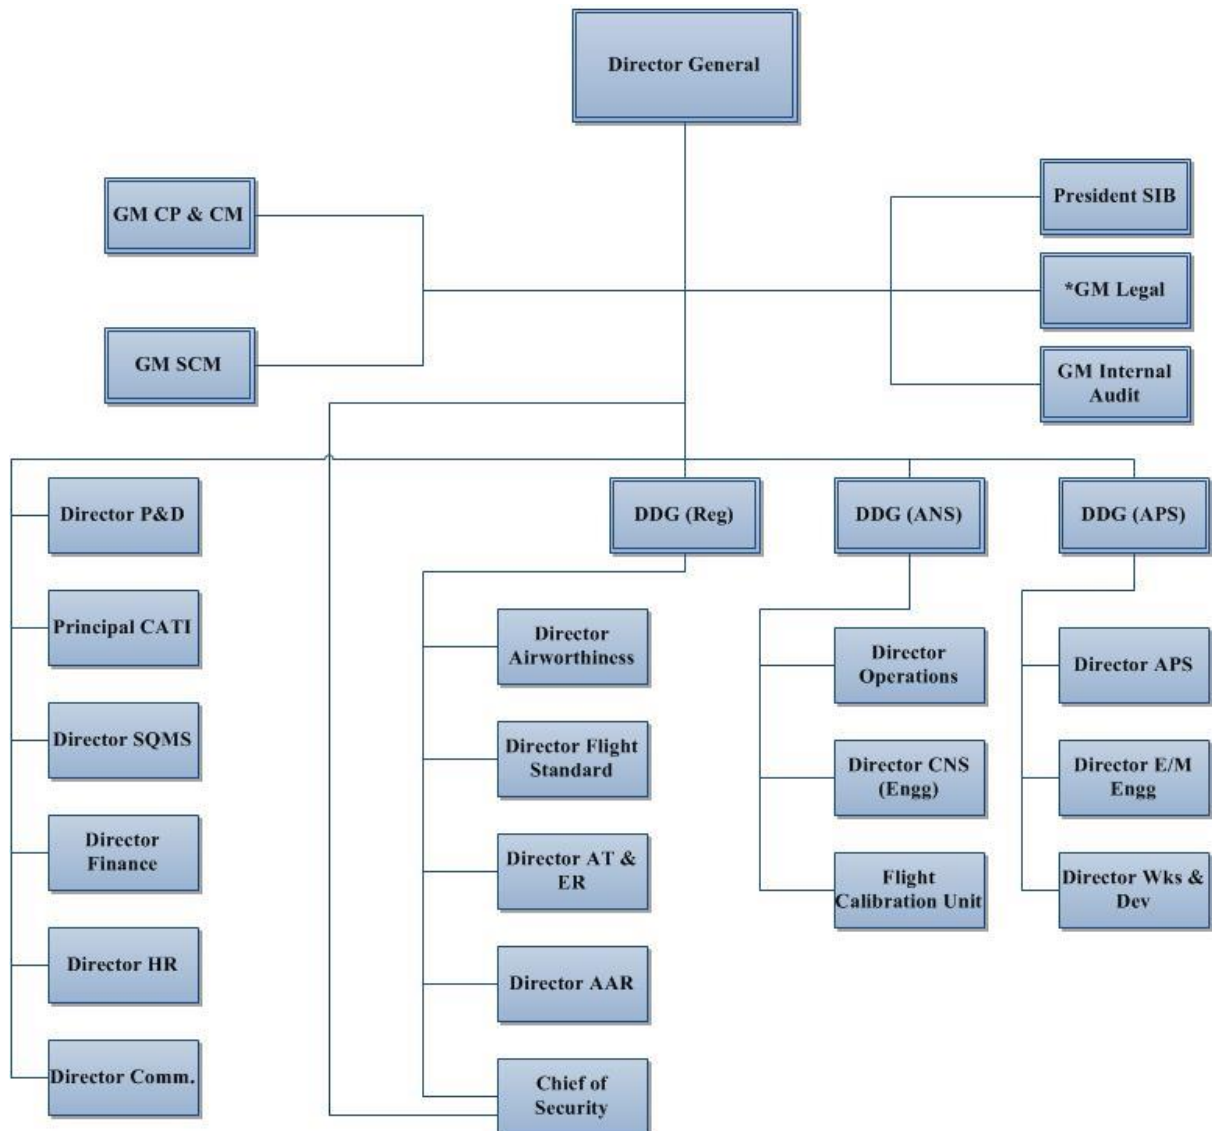 Director General
GM CP & CM
GM SCM
President SIB
*GM Legal
GM Internal
Audit
Director P&D
Principal CATI
Director SQMS
Director
Finance
Director HR
Director Comm.
DDG (Reg)
Director
Airworthiness
Director Flight
Standard
Director AT &
ER
Director AAR
Chief of
Security
DDG (ANS)
Director
Operations
Director CNS
(Engg)
Flight
Calibration Unit
DDG (APS)
Director APS
Director E/M
Engg
Director Wks &
Dev